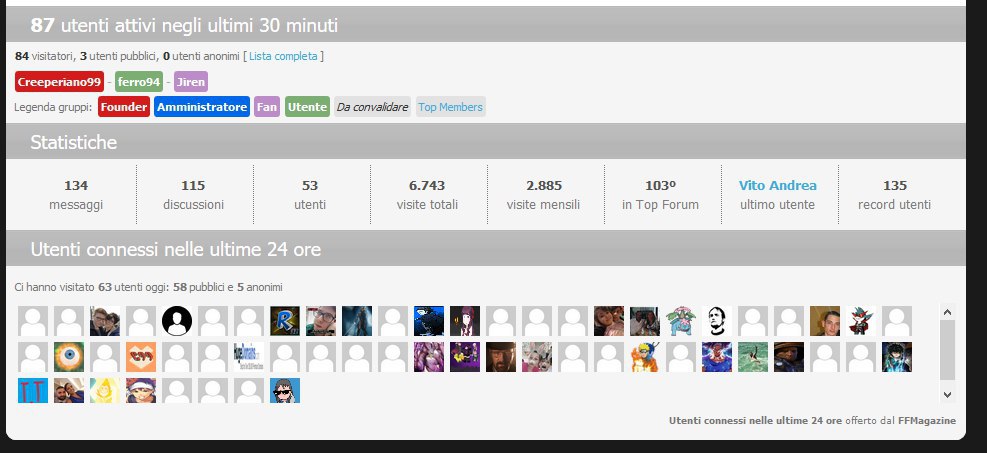 87 utenti attivi negli ultimi 30 minuti
84 visitatori, 3 utenti pubblici, 0 utenti anonimi [ Lista completa ]
Creeperiano99 - ferro94 - Jiren
Legenda gruppi: Founder Amministratore Fan Utente Da convalidare Top Members
Statistiche
134 115 53 6.743 2.885 103º Vito Andrea 135
messaggi discussioni utenti visite totali visite mensili in Top Forum ultimo utente record utenti
Utenti connessi nelle ultime 24 ore
Ci hanno visitato 63 utenti oggi: 58 pubblici e 5 anonimi
Utenti connessi nelle ultime 24 ore offerto dal FFMagazine